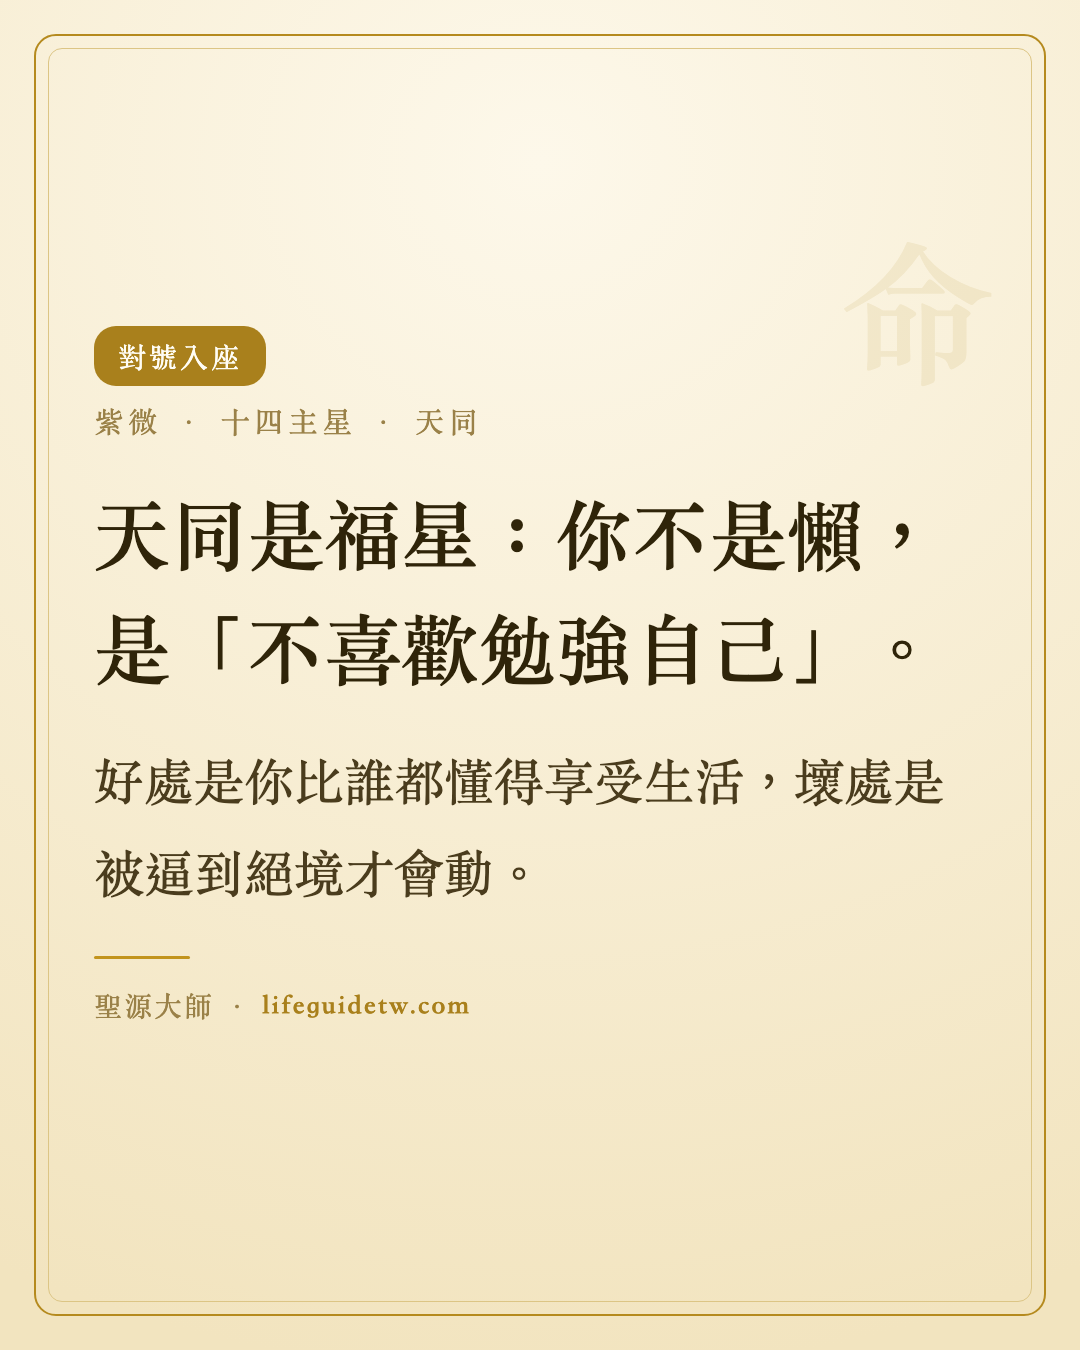 命
對號入座
紫微 · 十四主星 · 天同
天同是福星：你不是懶，
是「不喜歡勉強自己」。
好處是你比誰都懂得享受生活，壞處是
被逼到絕境才會動。
聖源大師 · lifeguidetw.com